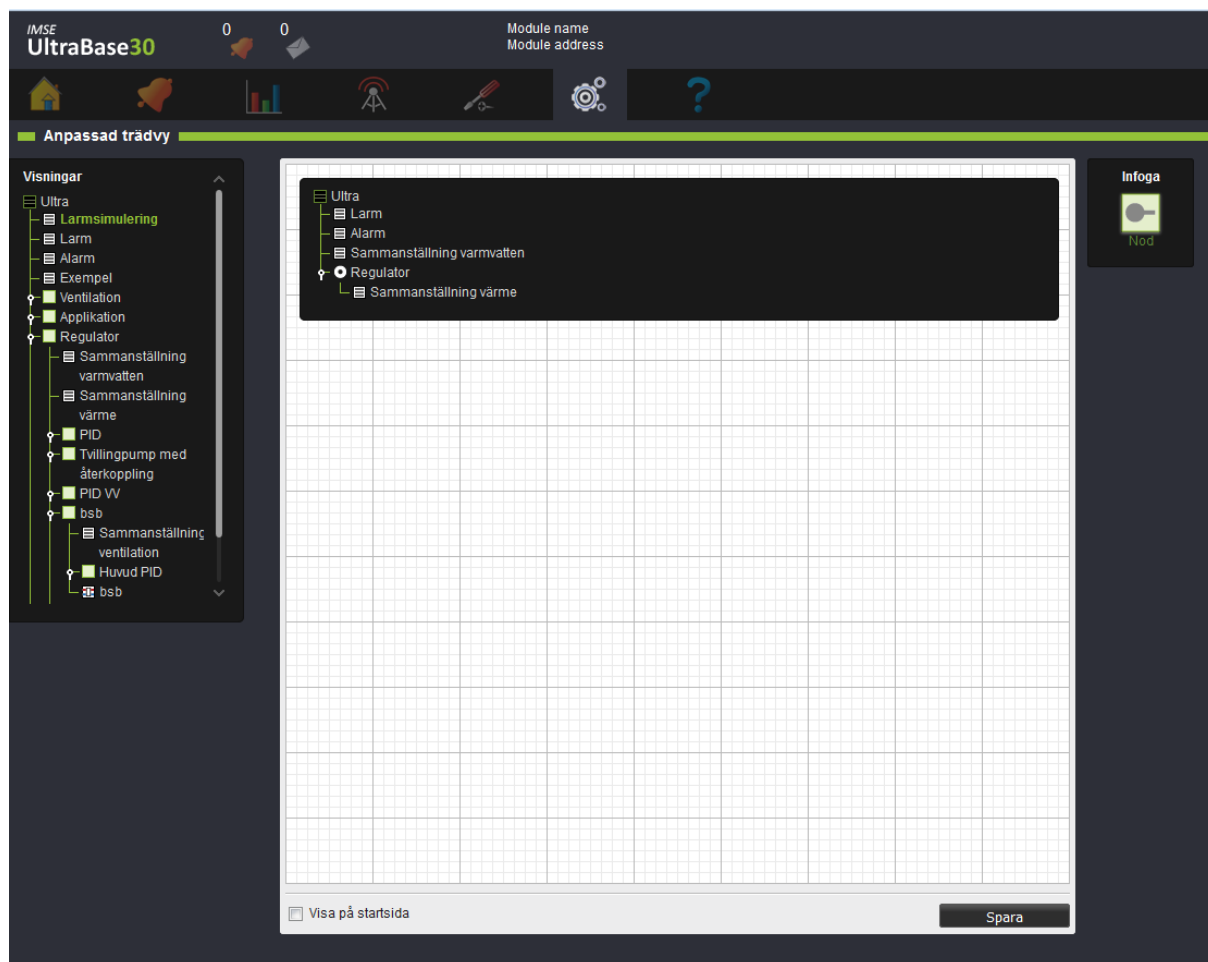 IMSE
UltraBase30
0
0
Module name
Module address
?
Anpassad trädvy
Visningar
Ultra
Larmsimulering
Larm
Alarm
Exempel
Ventilation
Applikation
Regulator
Sammanställning
varmvatten
Sammanställning
värme
PID
Tvillingpump med
återkoppling
PID VV
bsb
Sammanställning
ventilation
Huvud PID
bsb
Ultra
Larm
Alarm
Sammanställning varmvatten
Regulator
Sammanställning värme
Infoga
Nod
Visa på startsida
Spara